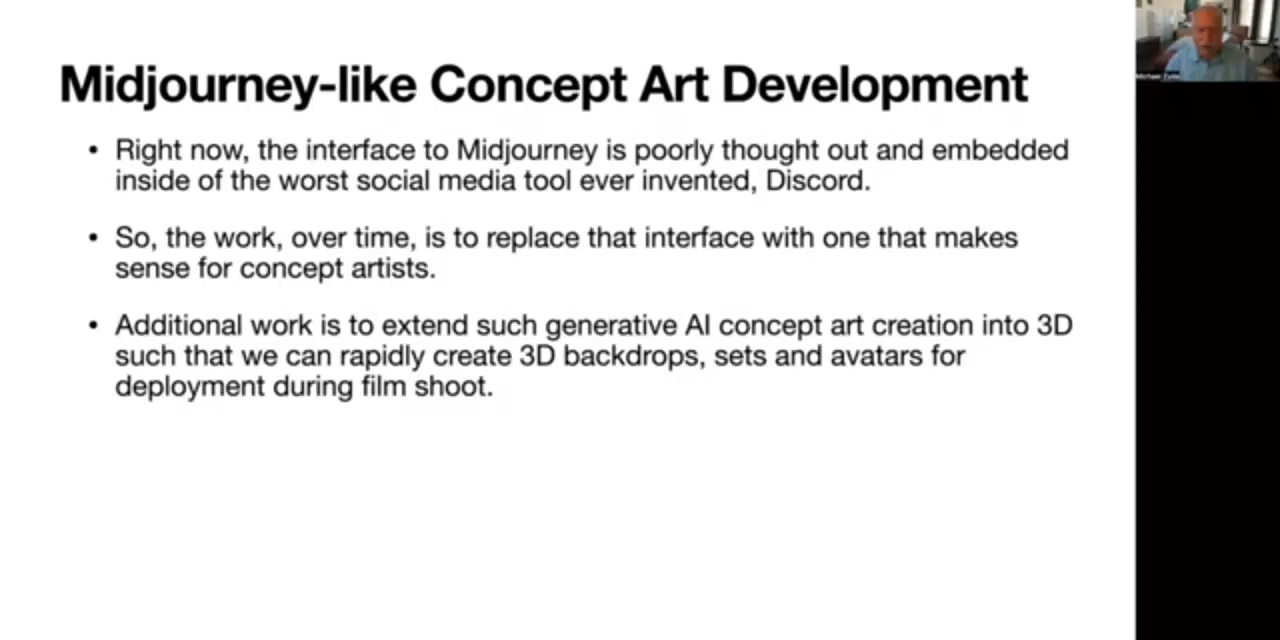 Midjourney-like Concept Art Development
• Right now, the interface to Midjourney is poorly thought out and embedded
inside of the worst social media tool ever invented, Discord.
• So, the work, over time, is to replace that interface with one that makes
sense for concept artists.
• Additional work is to extend such generative AI concept art creation into 3D
such that we can rapidly create 3D backdrops, sets and avatars for
deployment during film shoot.
Michael